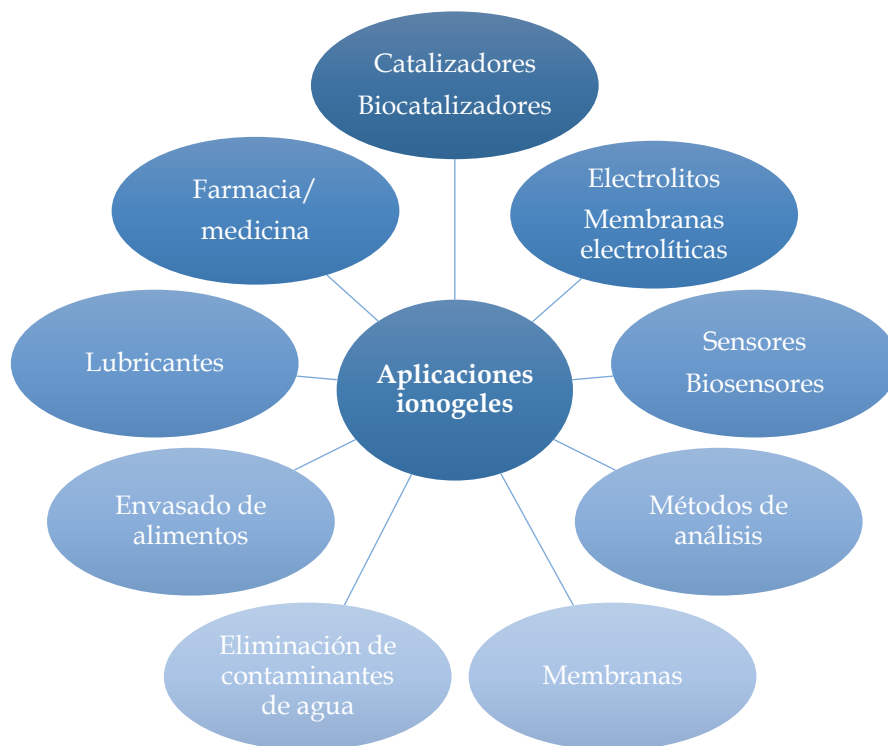 Catalizadores
Biocatalizadores
Electrolitos
Membranas
electrolíticas
Sensores
Biosensores
Métodos de
análisis
Membranas
Eliminación de
contaminantes
de agua
Envasado de
alimentos
Lubricantes
Farmacia/
medicina
Aplicaciones
ionogeles